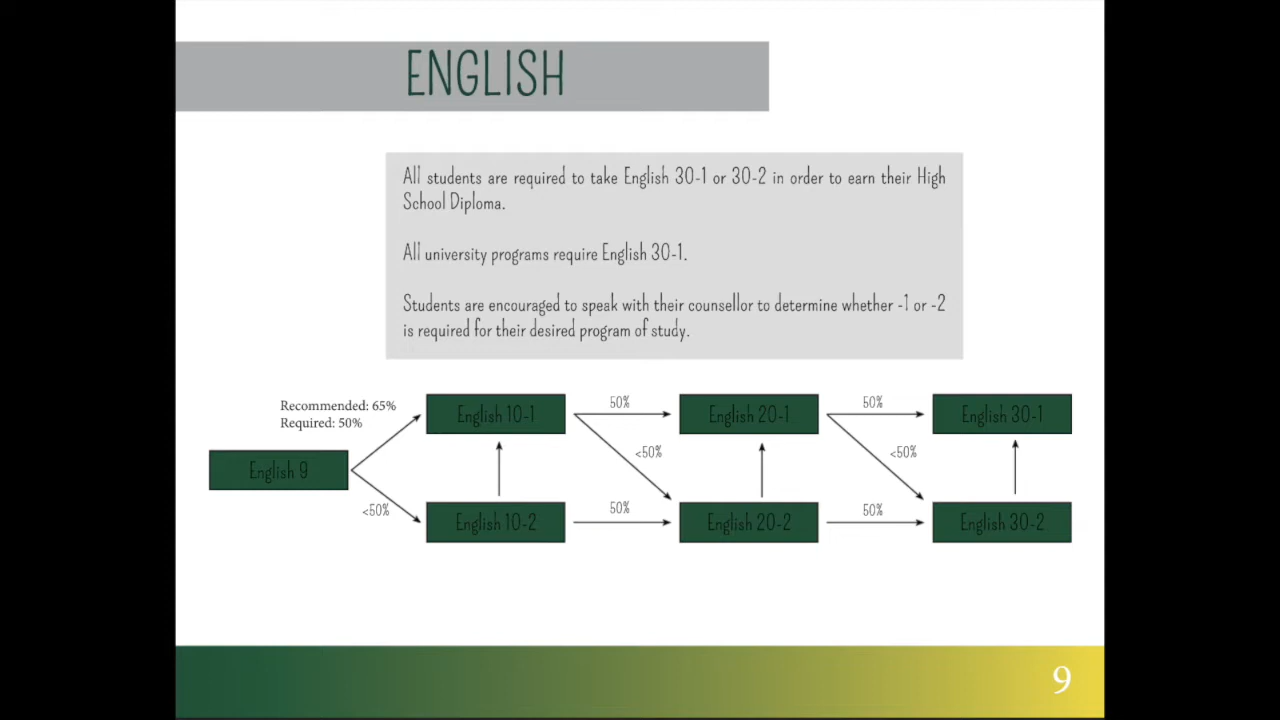 ENGLISH
All students are required to take English 30-1 or 30-2 in order to earn their High
School Diploma.
All university programs require English 30-1.
Students are encouraged to speak with their counsellor to determine whether -1 or -2
is required for their desired program of study.
Recommended: 65%
Required: 50%
English 9
<50%
English 10-1
English 10-2
50%
<50%
50%
English 20-1
English 20-2
50%
<50%
50%
English 30-1
English 30-2
9